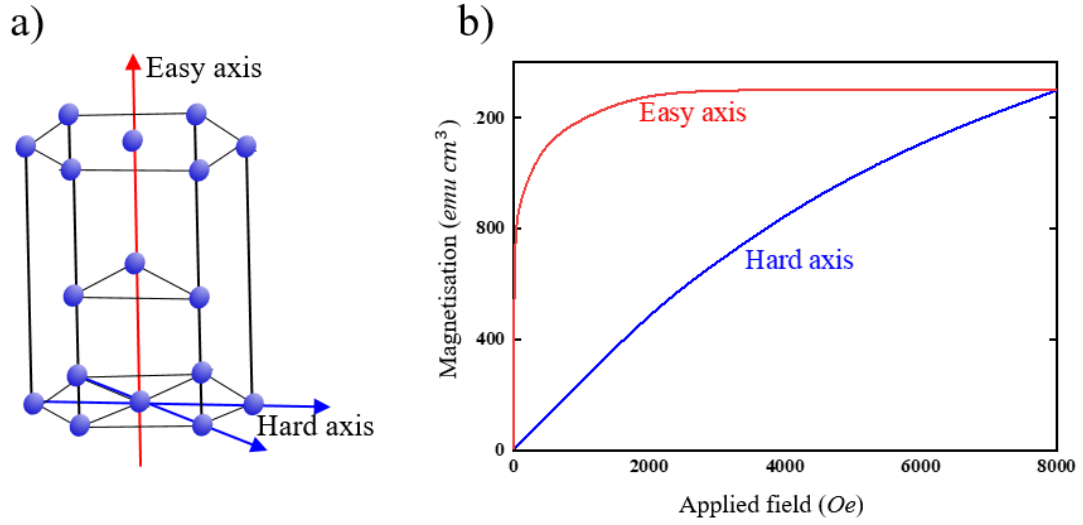 a)
Easy axis
Hard axis
b)
Magnetisation (emu cm³)
200
800
400
0
Easy axis
Hard axis
0
2000
4000
6000
8000
Applied field (Oe)